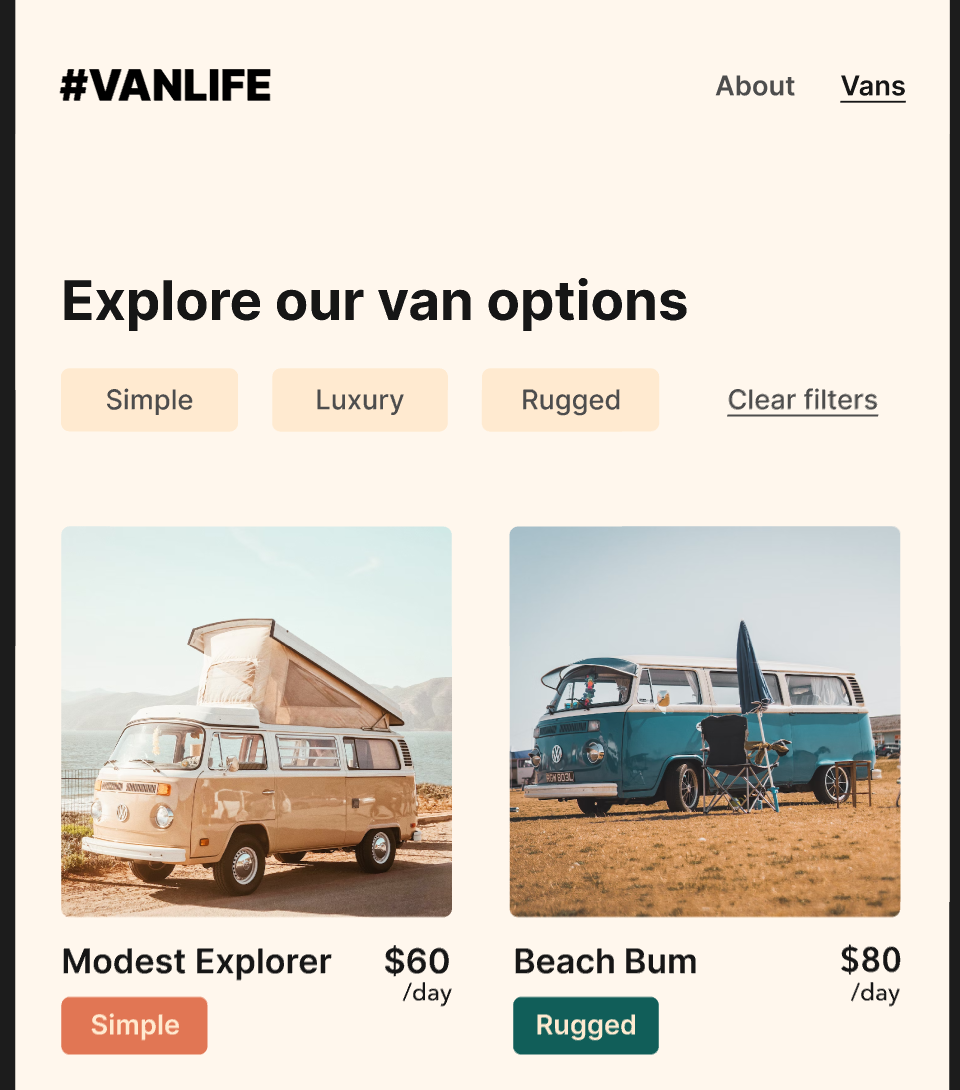 #VANLIFE
About Vans
Explore our van options
Simple Luxury Rugged Clear filters
Modest Explorer $60
/day
Simple
Beach Bum $80
/day
Rugged